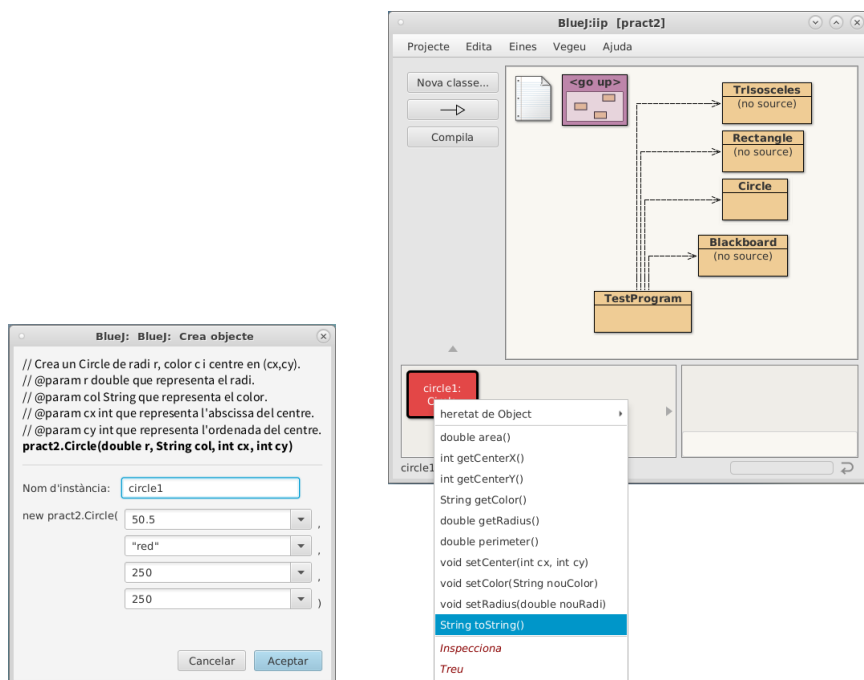 BlueJ:iip [pract2]
Projecte Edita Eines Vegeu Ajuda
Nova classe...
Compila
<go up>
TrIsosceles
(no source)
Rectangle
(no source)
Circle
Blackboard
(no source)
TestProgram
circle1:
circle1
heretat de Object
double area()
int getCenterX()
int getCenterY()
String getColor()
double getRadius()
double perimeter()
void setCenter(int cx, int cy)
void setColor(String nouColor)
void setRadius(double nouRadi)
String toString()
Inspecciona
Treu
BlueJ: BlueJ: Crea objecte
// Crea un Circle de radi r, color c i centre en (cx,cy).
// @param r double que representa el radi.
// @param col String que representa el color.
// @param cx int que representa l'abscissa del centre.
// @param cy int que representa l'ordenada del centre.
pract2.Circle(double r, String col, int cx, int cy)
Nom d'instància: circle1
new pract2.Circle( 50.5 ,
"red" ,
250 ,
250 )
Cancelar Aceptar